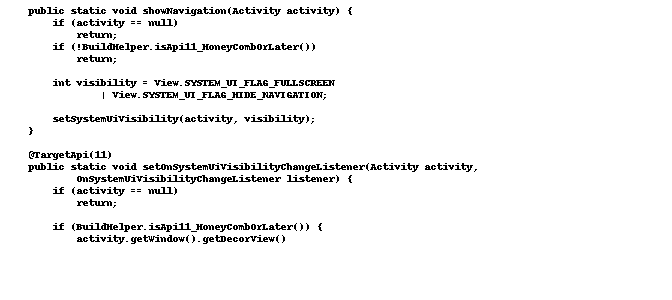 public static void showNavigation(Activity activity) {
if (activity == null)
return;
if (!BuildHelper.isApi11_HoneyCombOrLater())
return;
int visibility = View.SYSTEM_UI_FLAG_FULLSCREEN
| View.SYSTEM_UI_FLAG_HIDE_NAVIGATION;
setSystemUiVisibility(activity, visibility);
}
@TargetApi(11)
public static void setOnSystemUiVisibilityChangeListener(Activity activity,
OnSystemUiVisibilityChangeListener listener) {
if (activity == null)
return;
if (BuildHelper.isApi11_HoneyCombOrLater()) {
activity.getWindow().getDecorView()